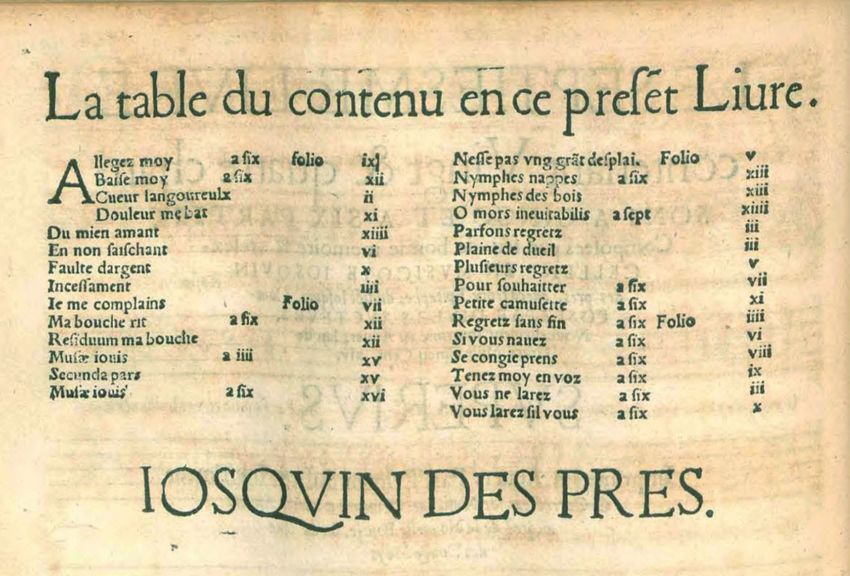 La table du cõtenu en ce preſẽt Liure.
Allegez moy a ſix folio ix
Baiſe moy a ſix xii
Cueur langoureulx ii
Douleur me bat xi
Du mien amant xiiii
En non ſaiſchant vi
Faulte dargent x
Inceſſament iiii
Ie me complains Folio vii
Ma bouche rit a ſix xii
Reſiduum ma bouche xii
Muſæ iouis a iiii xv
Secunda pars xv
Muſæ iouis a ſix xvi
Neſſe pas vng grãt deſplai. Folio v
Nymphes nappes a ſix xiii
Nymphes des bois xiii
O mors ineuitabilis a ſept xiiii
Parfons regretz iii
Plaine de dueil iii
Pluſieurs regretz v
Pour ſouhaitter a ſix vii
Petite camuſette a ſix xi
Regretz ſans fin a ſix Folio iiii
Si vous nauez a ſix vi
Se congie prens a ſix viii
Tenez moy en voz a ſix ix
Vous ne larez a ſix iii
Vous larez ſil vous a ſix x
IOSQVIN DES PRES.